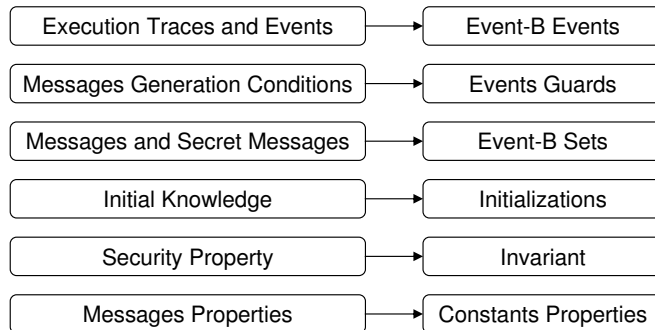 Execution Traces and Events Event-B Events
Messages Generation Conditions Events Guards
Messages and Secret Messages Event-B Sets
Initial Knowledge Initializations
Security Property Invariant
Messages Properties Constants Properties